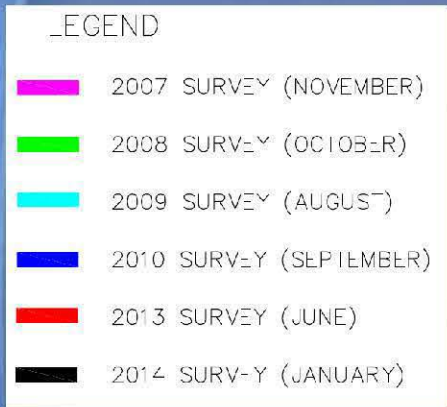 LEGEND
2007 SURVEY (NOVEMBER)
2008 SURVEY (OCTOBER)
2009 SURVEY (AUGUST)
2010 SURVEY (SEPTEMBER)
2013 SURVEY (JUNE)
2014 SURVEY (JANUARY)